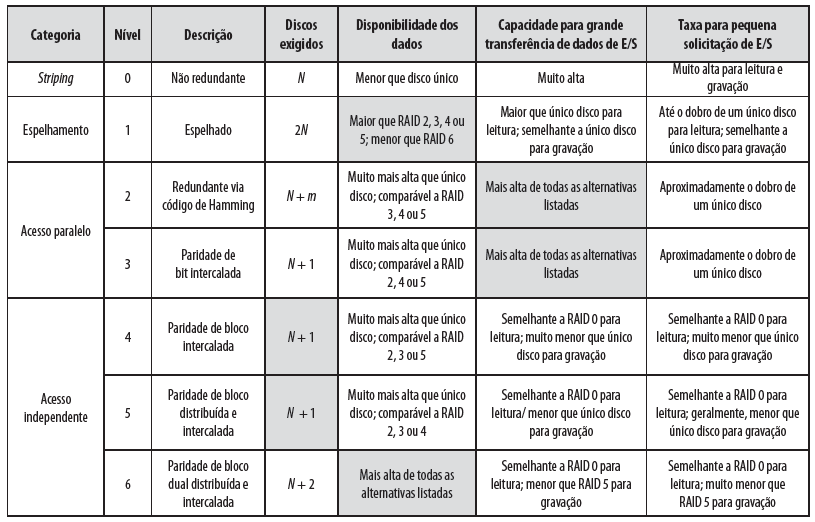 Categoria
Nível
Descrição
Discos
exigidos
Disponibilidade dos
dados
Capacidade para grande
transferência de dados de E/S
Taxa para pequena
solicitação de E/S
Striping
0
Não redundante
N
Menor que disco único
Muito alta
Muito alta para leitura e
gravação
Espelhamento
1
Espelhado
2N
Maior que RAID 2, 3, 4 ou
5; menor que RAID 6
Maior que único disco para
leitura; semelhante a único disco
para gravação
Até o dobro de um único disco
para leitura; semelhante a
único disco para gravação
Acesso paralelo
2
Redundante via
código de Hamming
N + m
Muito mais alta que único
disco; comparável a RAID
3, 4 ou 5
Mais alta de todas as alternativas
listadas
Aproximadamente o dobro de
um único disco
3
Paridade de
bit intercalada
N + 1
Muito mais alta que único
disco; comparável a RAID
2, 4 ou 5
Mais alta de todas as alternativas
listadas
Aproximadamente o dobro de
um único disco
Acesso
independente
4
Paridade de bloco
intercalada
N + 1
Muito mais alta que único
disco; comparável a RAID
2, 3 ou 5
Semelhante a RAID 0 para
leitura; muito menor que único
disco para gravação
Semelhante a RAID 0 para
leitura; muito menor que único
disco para gravação
5
Paridade de bloco
distribuída e
intercalada
N + 1
Muito mais alta que único
disco; comparável a RAID
2, 3 ou 4
Semelhante a RAID 0 para
leitura/ menor que único disco
para gravação
Semelhante a RAID 0 para
leitura; geralmente, menor que
único disco para gravação
6
Paridade de bloco
dual distribuída e
intercalada
N + 2
Mais alta de todas as
alternativas listadas
Semelhante a RAID 0 para
leitura; menor que RAID 5 para
gravação
Semelhante a RAID 0 para
leitura; muito menor que
RAID 5 para gravação